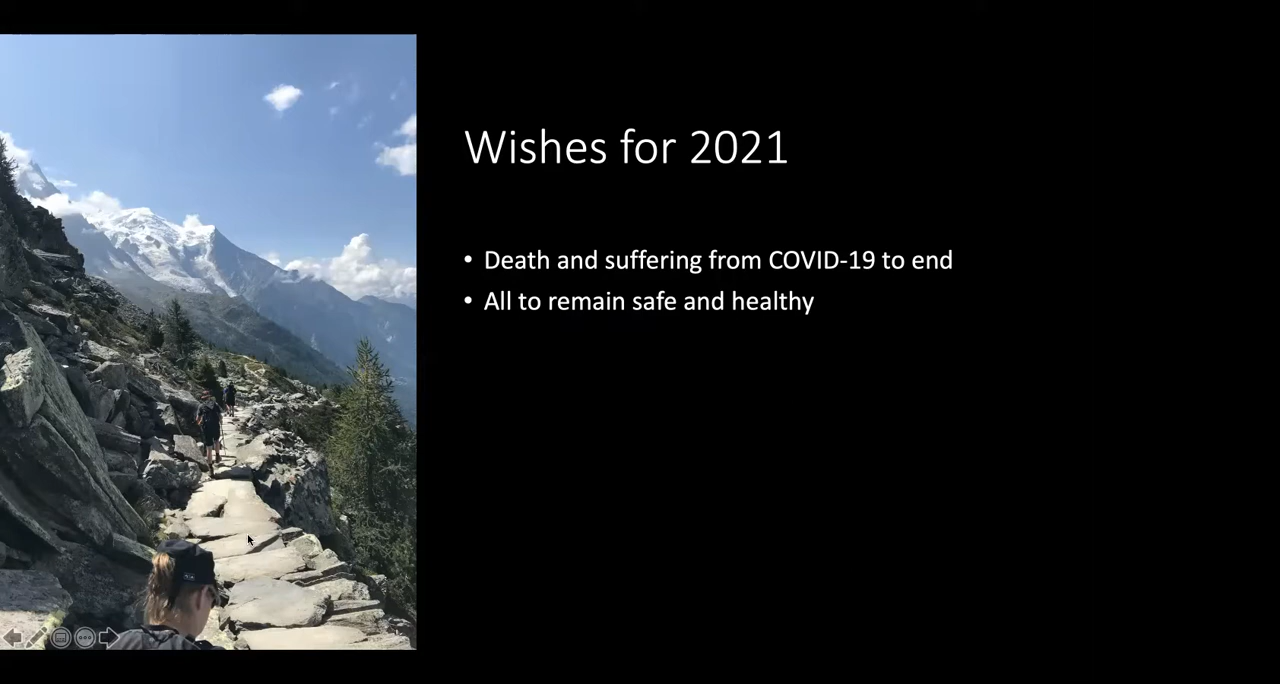 Wishes for 2021
• Death and suffering from COVID-19 to end
• All to remain safe and healthy